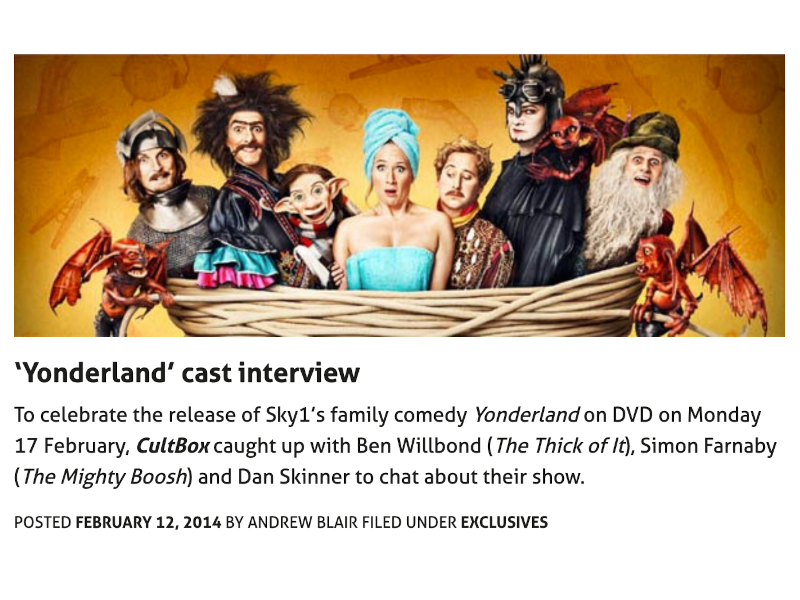 ‘Yonderland’ cast interview
To celebrate the release of Sky1’s family comedy Yonderland on DVD on Monday
17 February, CultBox caught up with Ben Willbond (The Thick of It), Simon Farnaby
(The Mighty Boosh) and Dan Skinner to chat about their show.
POSTED FEBRUARY 12, 2014 BY ANDREW BLAIR FILED UNDER EXCLUSIVES